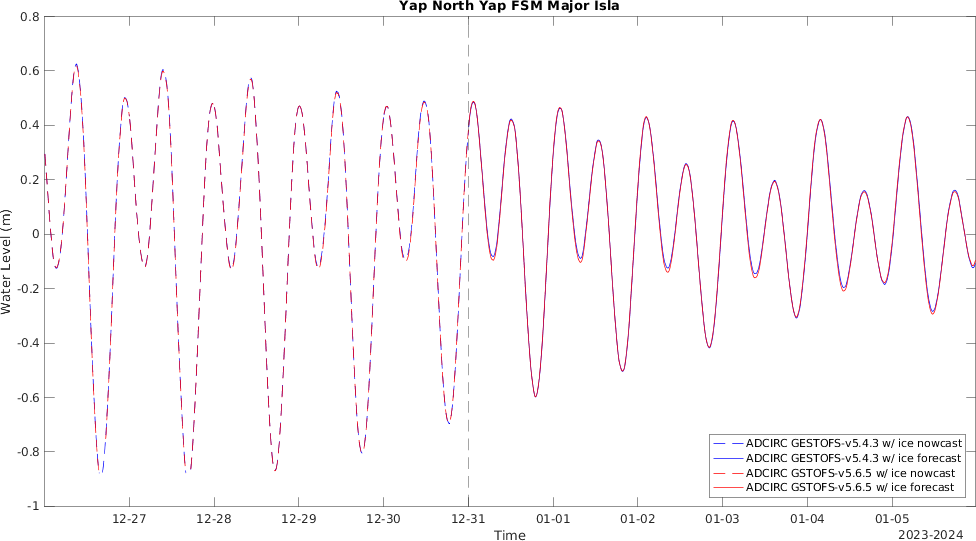 Yap North Yap FSM Major Isla
0.8
0.6
0.4
0.2
0
-0.2
-0.4
-0.6
-0.8
-1
Water Level (m)
12-27 12-28 12-29 12-30 12-31 01-01 01-02 01-03 01-04 01-05
Time
2023-2024
ADCIRC GESTOFS-v5.4.3 w/ ice nowcast
ADCIRC GESTOFS-v5.4.3 w/ ice forecast
ADCIRC GSTOFS-v5.6.5 w/ ice nowcast
ADCIRC GSTOFS-v5.6.5 w/ ice forecast